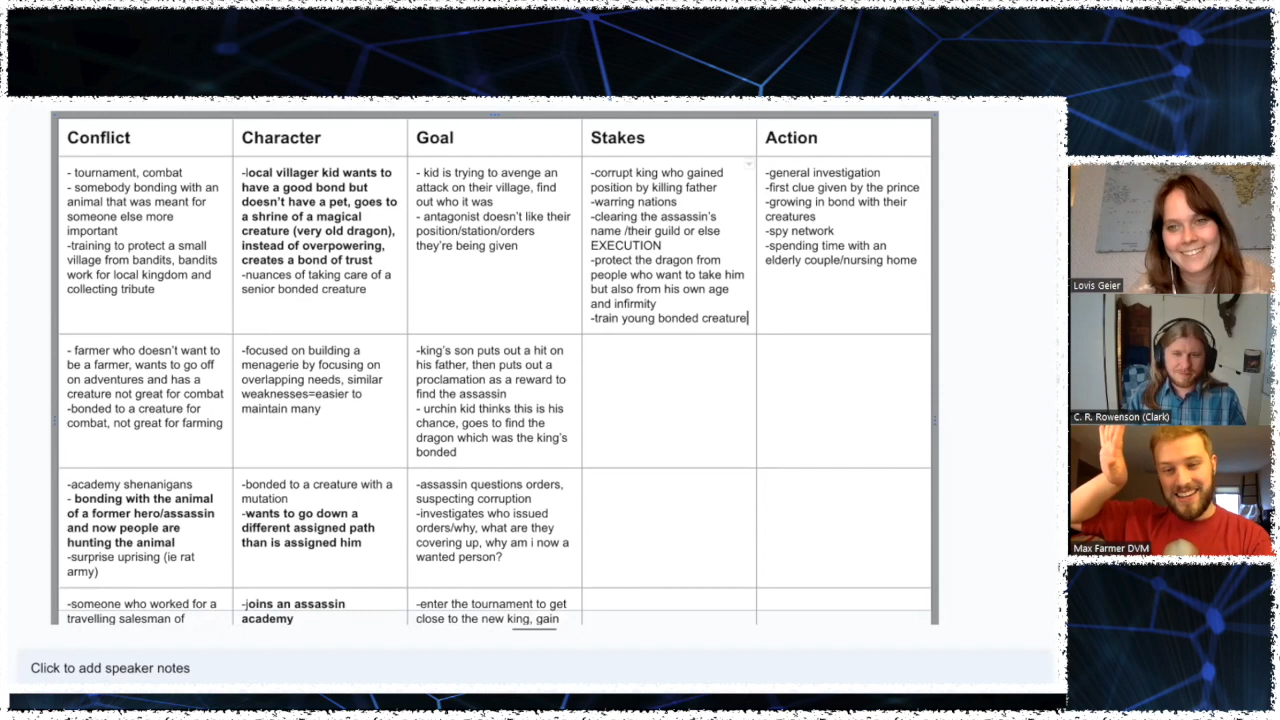 Conflict
Character
Goal
Stakes
Action
- tournament, combat
- somebody bonding with an
animal that was meant for
someone else more
important
-training to protect a small
village from bandits, bandits
work for local kingdom and
collecting tribute
-local villager kid wants to
have a good bond but
doesn't have a pet, goes to
a shrine of a magical
creature (very old dragon),
instead of overpowering,
creates a bond of trust
-nuances of taking care of a
senior bonded creature
- kid is trying to avenge an
attack on their village, find
out who it was
- antagonist doesn't like their
position/station/orders
they're being given
-corrupt king who gained
position by killing father
-warring nations
-clearing the assassin's
name /their guild or else
EXECUTION
-protect the dragon from
people who want to take him
but also from his own age
and infirmity
-train young bonded creature
-general investigation
-first clue given by the prince
-growing in bond with their
creatures
-spy network
-spending time with an
elderly couple/nursing home
- farmer who doesn't want to
be a farmer, wants to go off
on adventures and has a
creature not great for combat
-bonded to a creature for
combat, not great for farming
-focused on building a
menagerie by focusing on
overlapping needs, similar
weaknesses=easier to
maintain many
-king's son puts out a hit on
his father, then puts out a
proclamation as a reward to
find the assassin
- urchin kid thinks this is his
chance, goes to find the
dragon which was the king's
bonded
-academy shenanigans
- bonding with the animal
of a former hero/assassin
and now people are
hunting the animal
-surprise uprising (ie rat
army)
-bonded to a creature with a
mutation
-wants to go down a
different assigned path
than is assigned him
-assassin questions orders,
suspecting corruption
-investigates who issued
orders/why, what are they
covering up, why am i now a
wanted person?
-someone who worked for a
travelling salesman of
-joins an assassin
academy
-enter the tournament to get
close to the new king, gain
Click to add speaker notes
Lovis Geier
C. R. Rowenson (Clark)
Max Farmer DVM